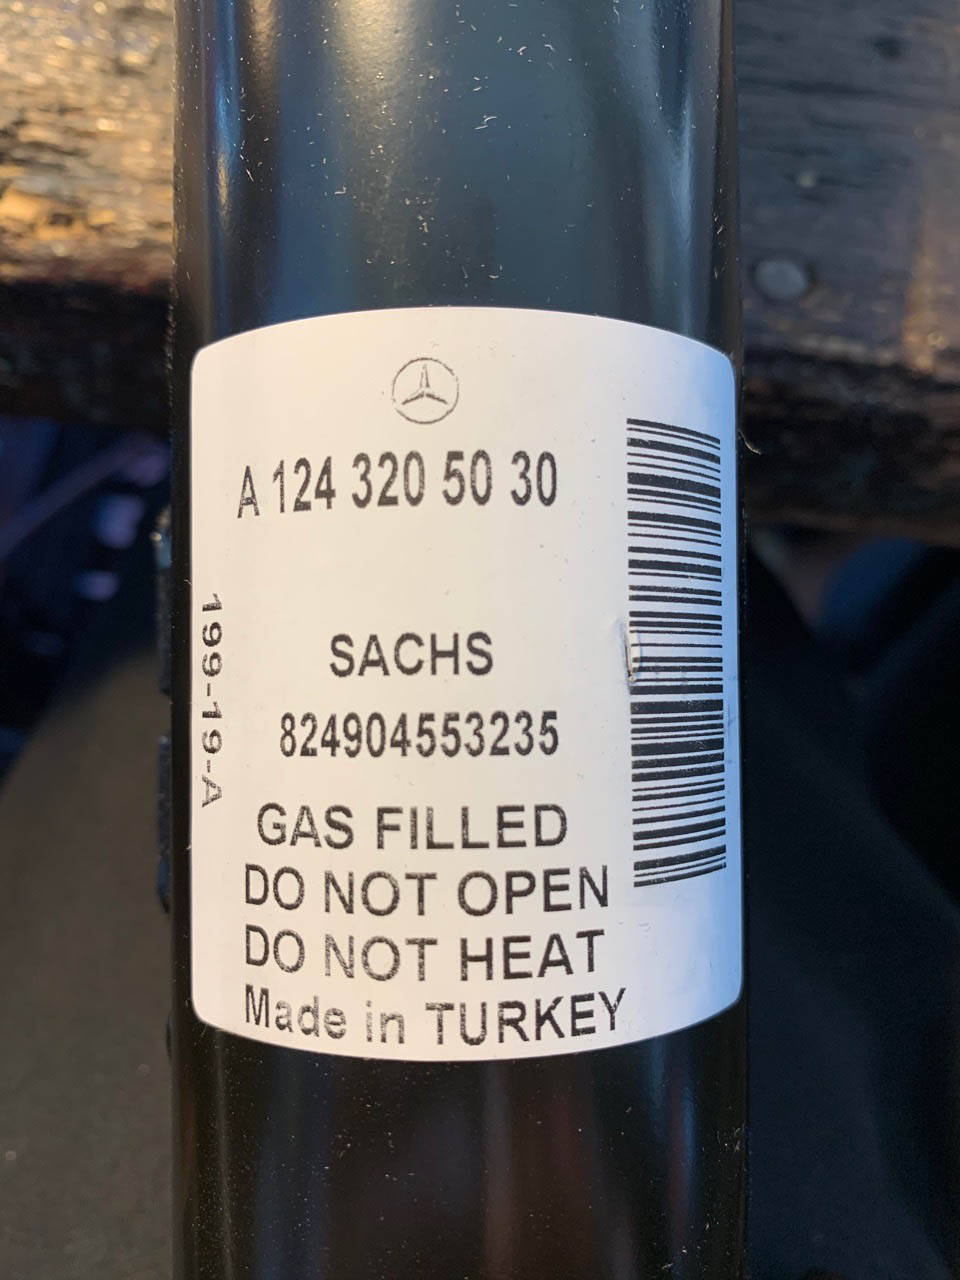 A 124 320 50 30
SACHS
824904553235
GAS FILLED
DO NOT OPEN
DO NOT HEAT
Made in TURKEY
199-19-A